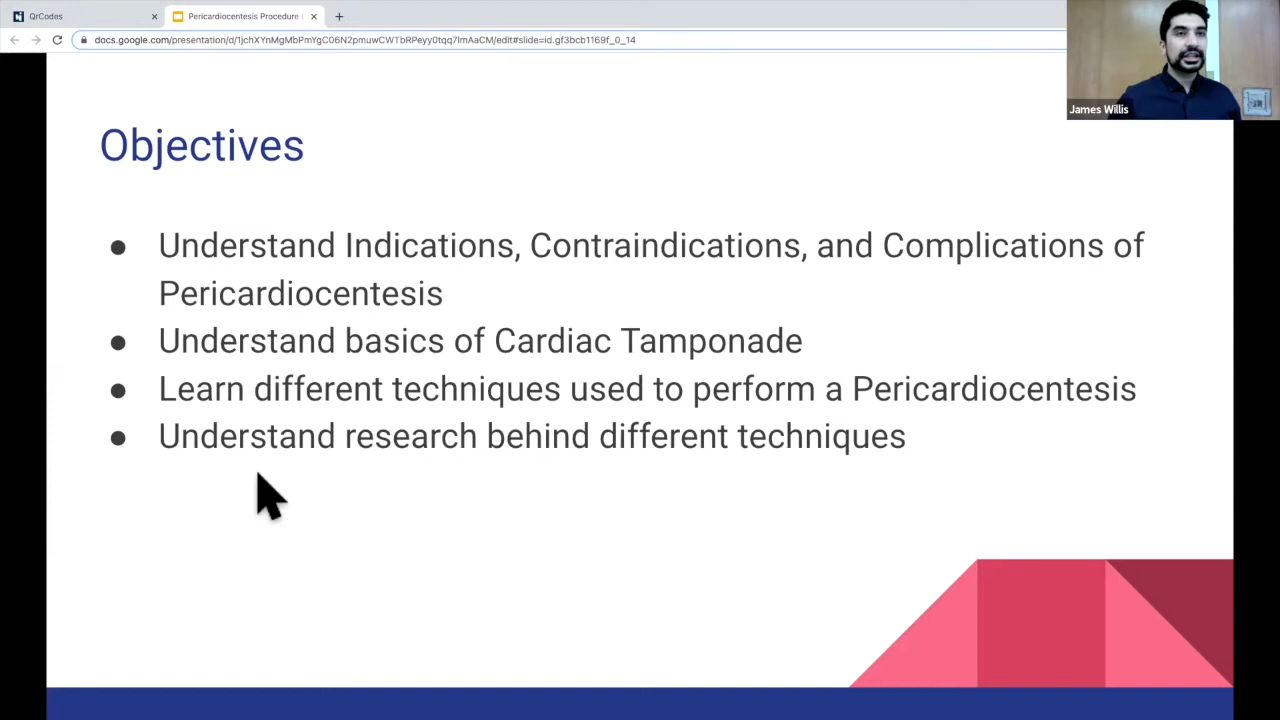 QrCodes
Pericardiocentesis Procedure
docs.google.com/presentation/d/1jchXYnMgMbPmYgC06N2pmuwCWTbRPeyy0tqq7ImAaCM/edit#slide=id.gf3bcb1169f_0_14
James Willis
Objectives
● Understand Indications, Contraindications, and Complications of
Pericardiocentesis
● Understand basics of Cardiac Tamponade
● Learn different techniques used to perform a Pericardiocentesis
● Understand research behind different techniques